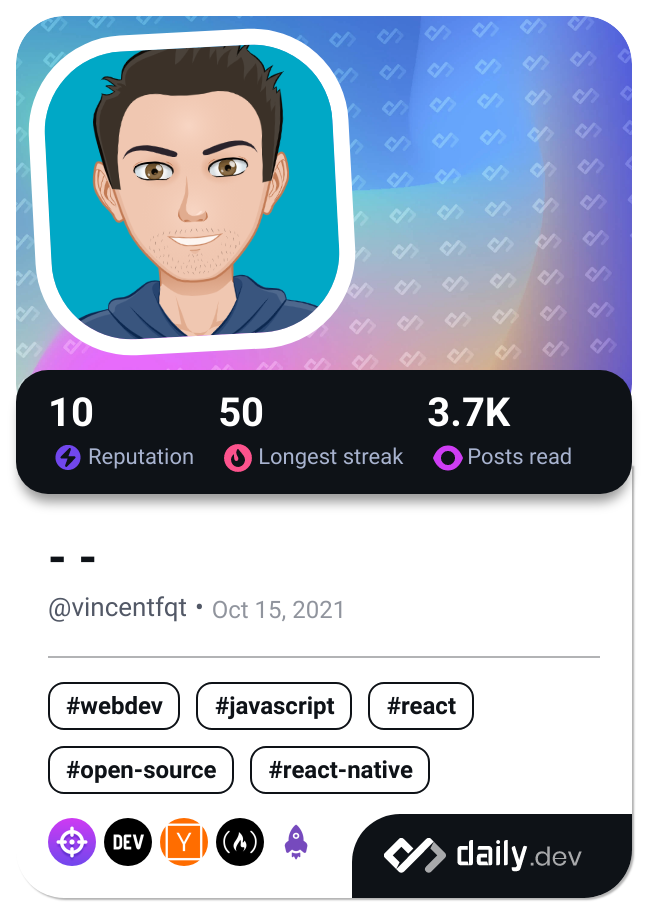 10 50 3.7K
Reputation Longest streak Posts read
- -
@vincentfqt • Oct 15, 2021
#webdev #javascript #react
#open-source #react-native
DEV Y
daily.dev